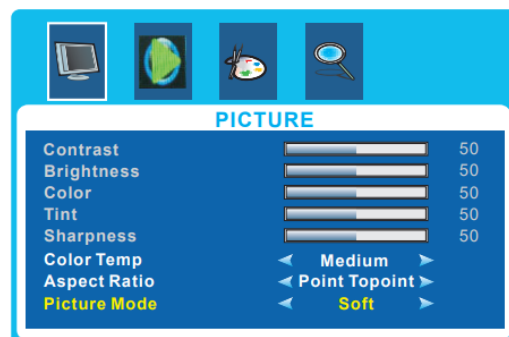 PICTURE
Contrast 50
Brightness 50
Color 50
Tint 50
Sharpness 50
Color Temp Medium
Aspect Ratio Point Topoint
Picture Mode Soft